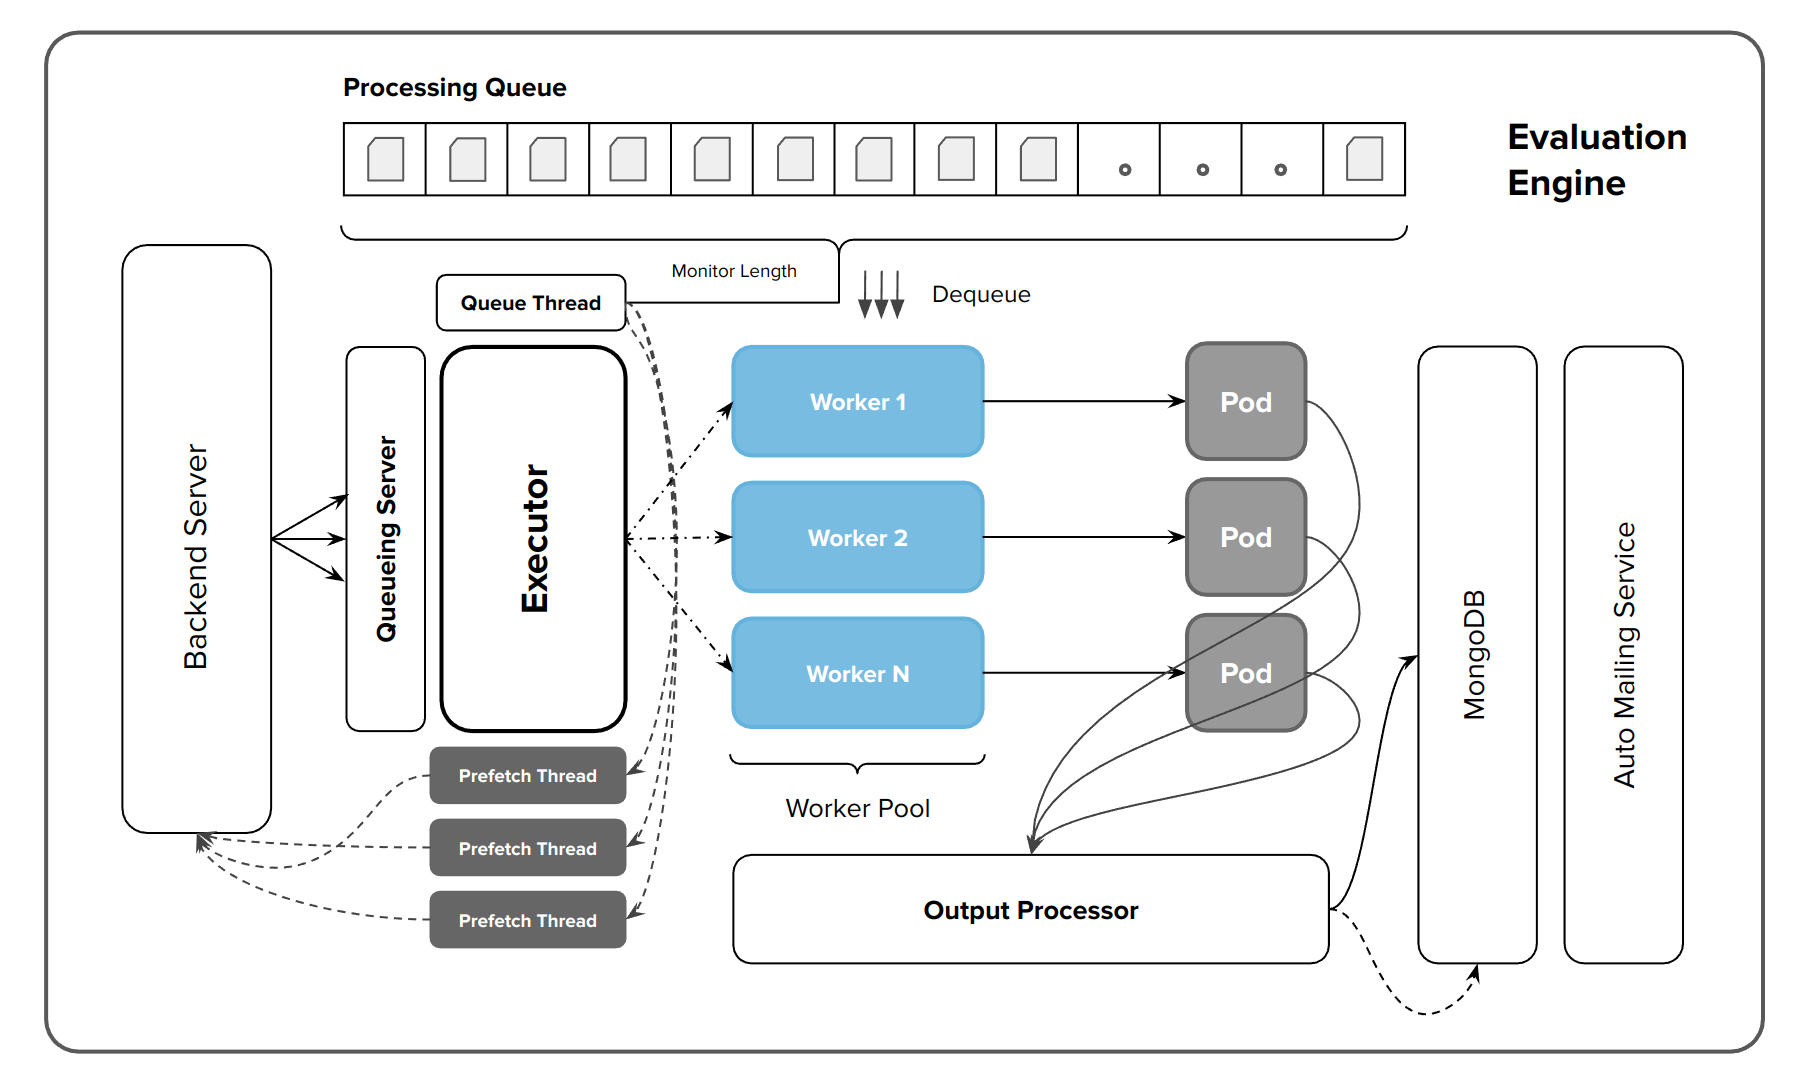 Processing Queue
Evaluation
Engine
Monitor Length
Queue Thread
Dequeue
Backend Server
Queueing Server
Executor
Worker 1
Pod
Worker 2
Pod
Worker N
Pod
MongoDB
Auto Mailing Service
Prefetch Thread
Worker Pool
Prefetch Thread
Prefetch Thread
Output Processor